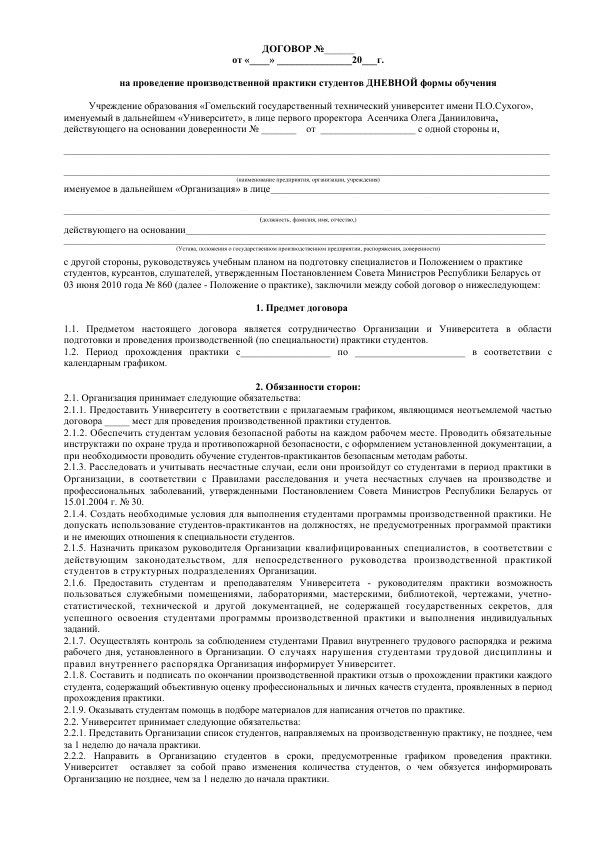 ДОГОВОР №______
от «____» ________________20___г.
на проведение производственной практики студентов ДНЕВНОЙ формы обучения
Учреждение образования «Гомельский государственный технический университет имени П.О.Сухого»,
именуемый в дальнейшем «Университет», в лице первого проректора Асенчика Олега Данииловича,
действующего на основании доверенности № _______ от ____________________ с одной стороны и,
(наименование предприятия, организации, учреждения)
именуемое в дальнейшем «Организация» в лице____________________
(должность, фамилия, имя, отчество,)
действующего на основании____________________
(Устава, положения о государственном производственном предприятии, распоряжения, доверенности)
с другой стороны, руководствуясь учебным планом на подготовку специалистов и Положением о практике
студентов, курсантов, слушателей, утвержденным Постановлением Совета Министров Республики Беларусь от
03 июня 2010 года № 860 (далее - Положение о практике), заключили между собой договор о нижеследующем:
1. Предмет договора
1.1. Предметом настоящего договора является сотрудничество Организации и Университета в области
подготовки и проведения производственной (по специальности) практики студентов.
1.2. Период прохождения практики с__________________ по ______________________ в соответствии с
календарным графиком.
2. Обязанности сторон:
2.1. Организация принимает следующие обязательства:
2.1.1. Предоставить Университету в соответствии с прилагаемым графиком, являющимся неотъемлемой частью
договора _____ мест для проведения производственной практики студентов.
2.1.2. Обеспечить студентам условия безопасной работы на каждом рабочем месте. Проводить обязательные
инструктажи по охране труда и противопожарной безопасности, с оформлением установленной документации, а
при необходимости проводить обучение студентов-практикантов безопасным методам работы.
2.1.3. Расследовать и учитывать несчастные случаи, если они произойдут со студентами в период практики в
Организации, в соответствии с Правилами расследования и учета несчастных случаев на производстве и
профессиональных заболеваний, утвержденными Постановлением Совета Министров Республики Беларусь от
15.01.2004 г. № 30.
2.1.4. Создать необходимые условия для выполнения студентами программы производственной практики. Не
допускать использование студентов-практикантов на должностях, не предусмотренных программой практики
и не имеющих отношения к специальности студентов.
2.1.5. Назначить приказом руководителя Организации квалифицированных специалистов, в соответствии с
действующим законодательством, для непосредственного руководства производственной практикой
студентов в структурных подразделениях Организации.
2.1.6. Предоставить студентам и преподавателям Университета - руководителям практики возможность
пользоваться служебными помещениями, лабораториями, мастерскими, библиотекой, чертежами, учетно-
статистической, технической и другой документацией, не содержащей государственных секретов, для
успешного освоения студентами программы производственной практики и выполнения индивидуальных
заданий.
2.1.7. Осуществлять контроль за соблюдением студентами Правил внутреннего трудового распорядка и режима
рабочего дня, установленного в Организации. О случаях нарушения студентами трудовой дисциплины и
правил внутреннего распорядка Организация информирует Университет.
2.1.8. Составить и подписать по окончании производственной практики отзыв о прохождении практики каждого
студента, содержащий объективную оценку профессиональных и личных качеств студента, проявленных в период
прохождения практики.
2.1.9. Оказывать студентам помощь в подборе материалов для написания отчетов по практике.
2.2. Университет принимает следующие обязательства:
2.2.1. Представить Организации список студентов, направляемых на производственную практику, не позднее, чем
за 1 неделю до начала практики.
2.2.2. Направить в Организацию студентов в сроки, предусмотренные графиком проведения практики.
Университет оставляет за собой право изменения количества студентов, о чем обязуется информировать
Организацию не позднее, чем за 1 неделю до начала практики.